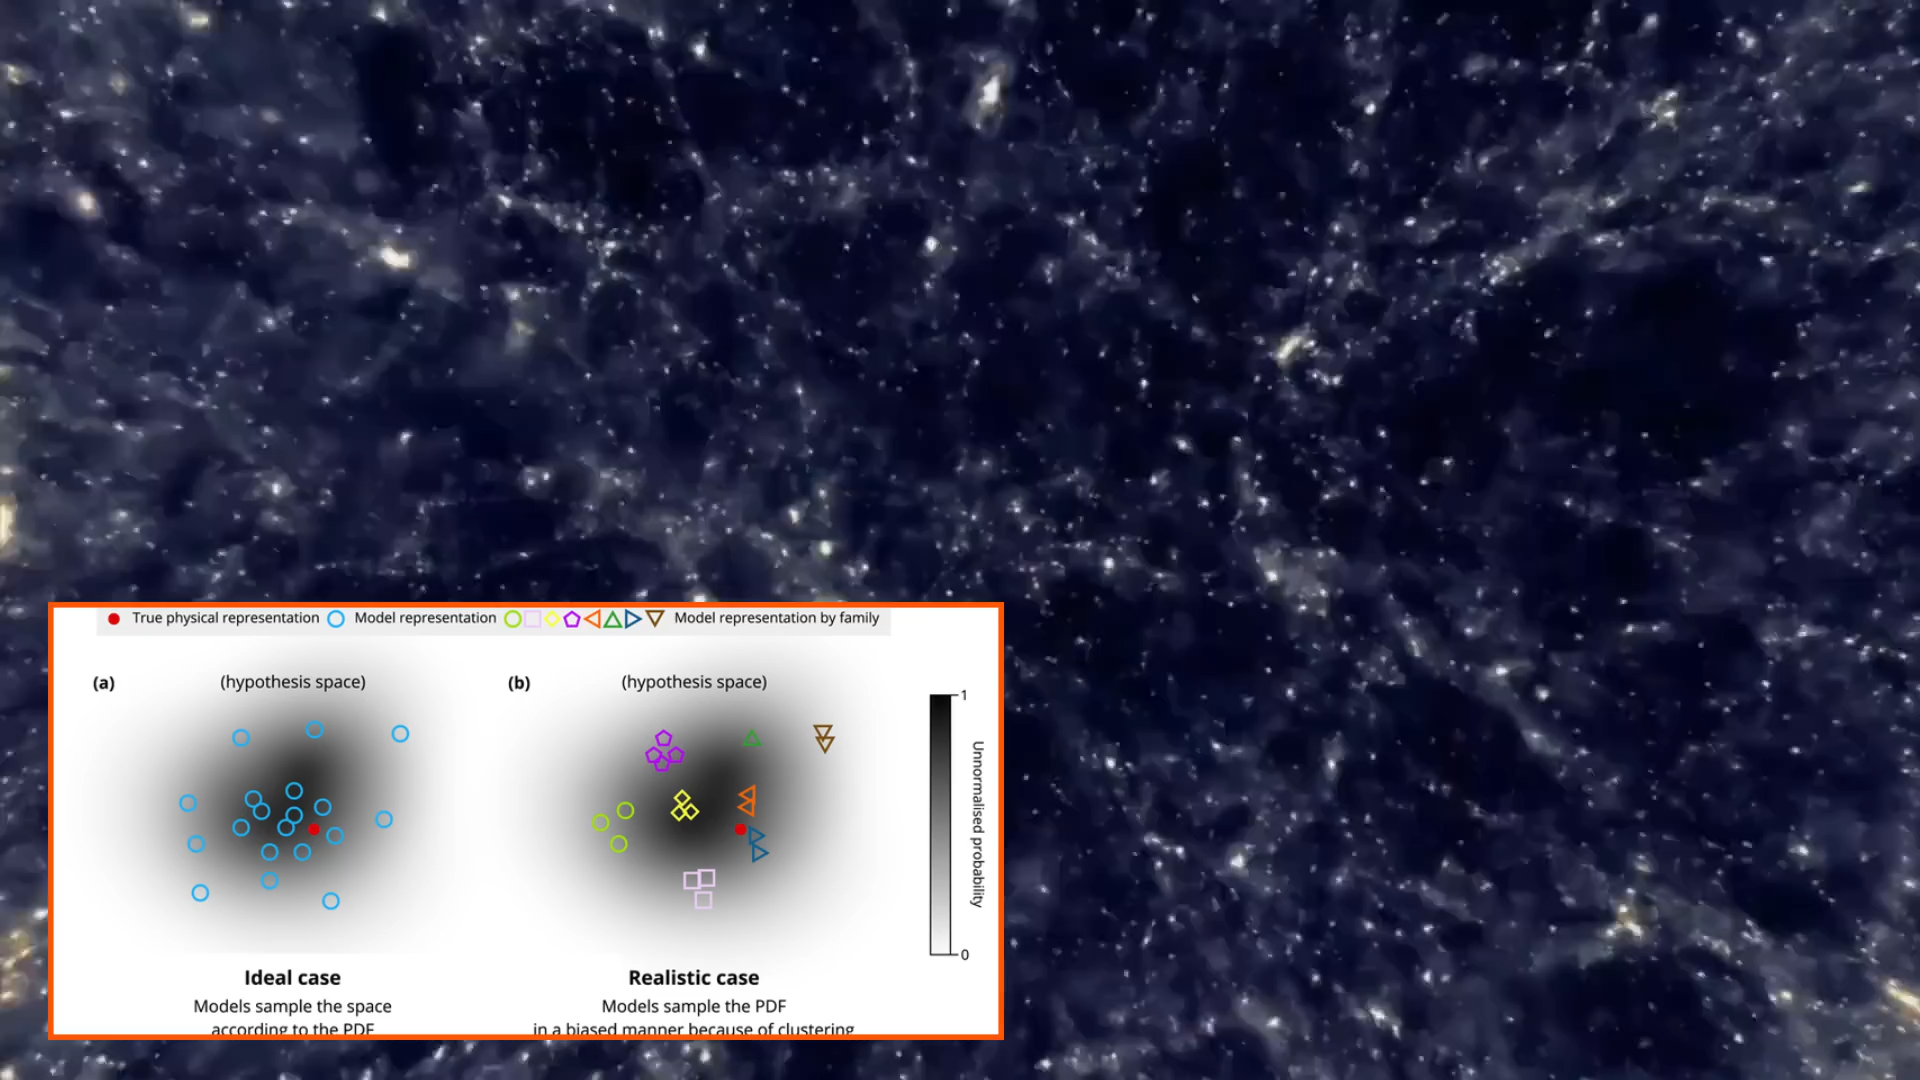 True physical representation Model representation Model representation by family
(a) (hypothesis space) (b) (hypothesis space)
1
Unnormalised probability
0
Ideal case Realistic case
Models sample the space Models sample the PDF
according to the PDF in a biased manner because of clustering